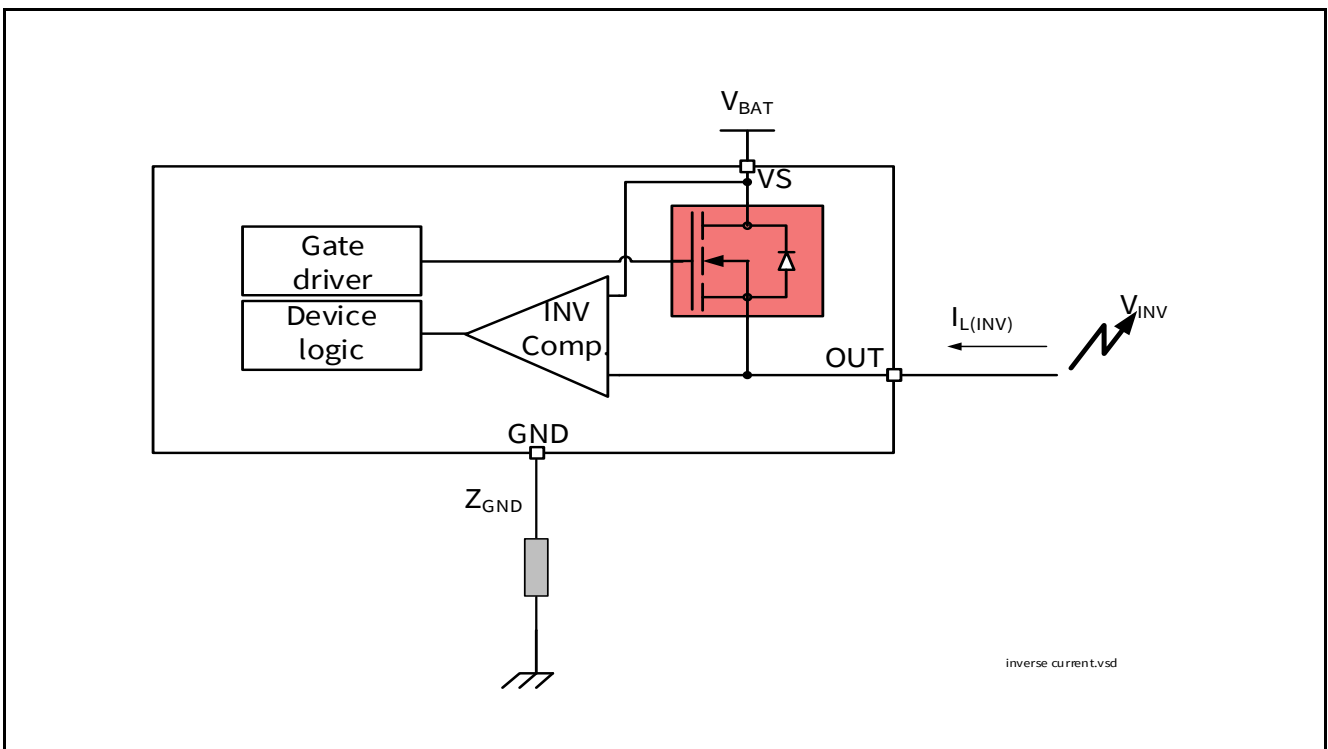 VBAT
VS
Gate
driver
Device
logic
INV
Comp.
IL(INV)
VINV
OUT
GND
ZGND
inverse current.vsd